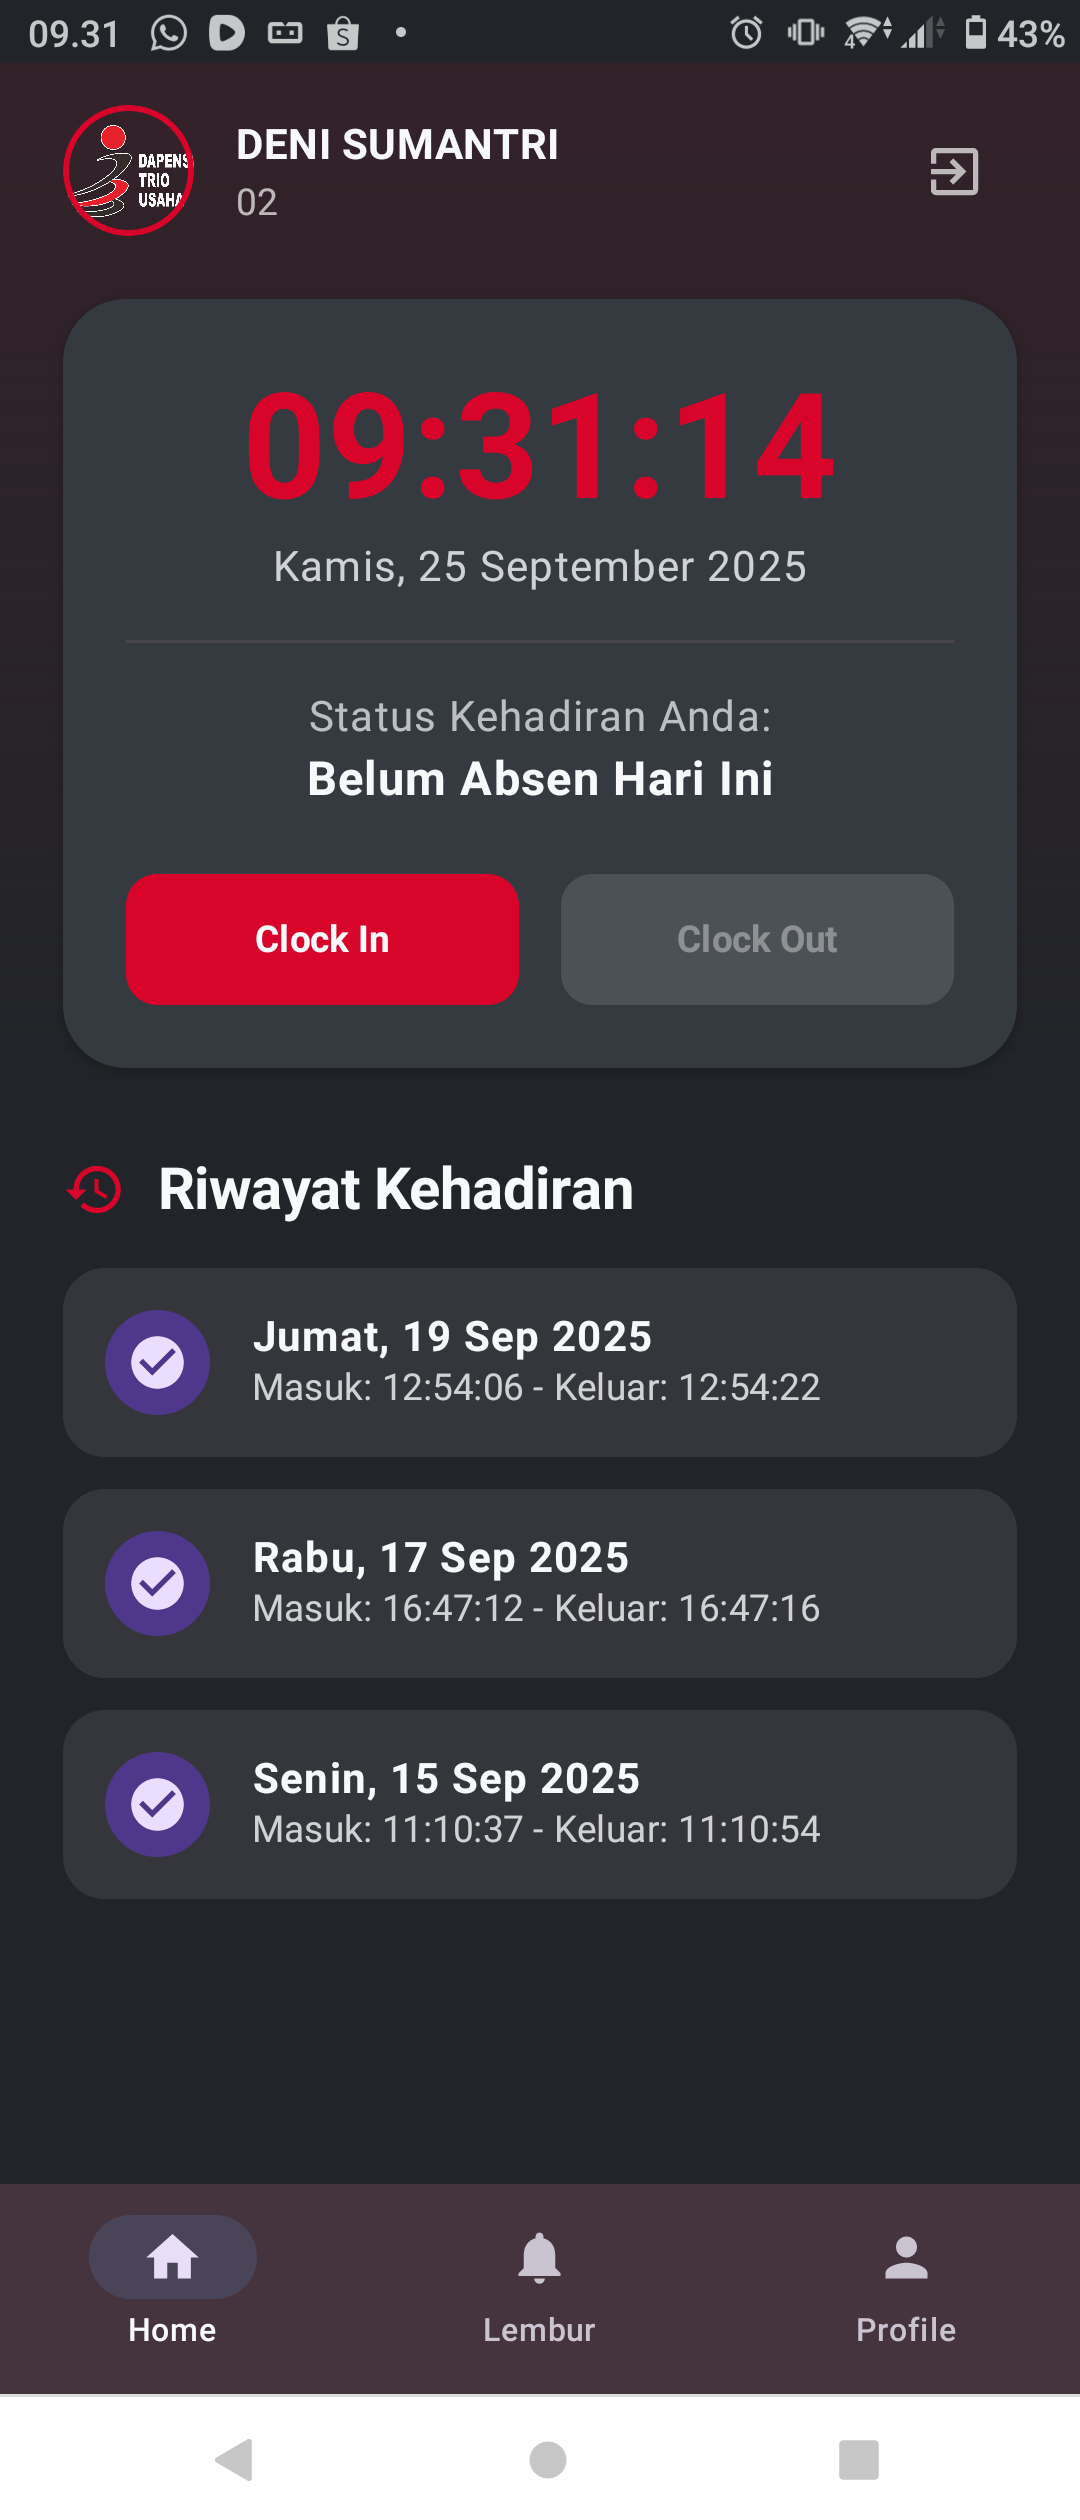 09.31
43%
DAPENS
TRIO
USAHA
DENI SUMANTRI
02
09:31:14
Kamis, 25 September 2025
Status Kehadiran Anda:
Belum Absen Hari Ini
Clock In
Clock Out
Riwayat Kehadiran
Jumat, 19 Sep 2025
Masuk: 12:54:06 - Keluar: 12:54:22
Rabu, 17 Sep 2025
Masuk: 16:47:12 - Keluar: 16:47:16
Senin, 15 Sep 2025
Masuk: 11:10:37 - Keluar: 11:10:54
Home
Lembur
Profile